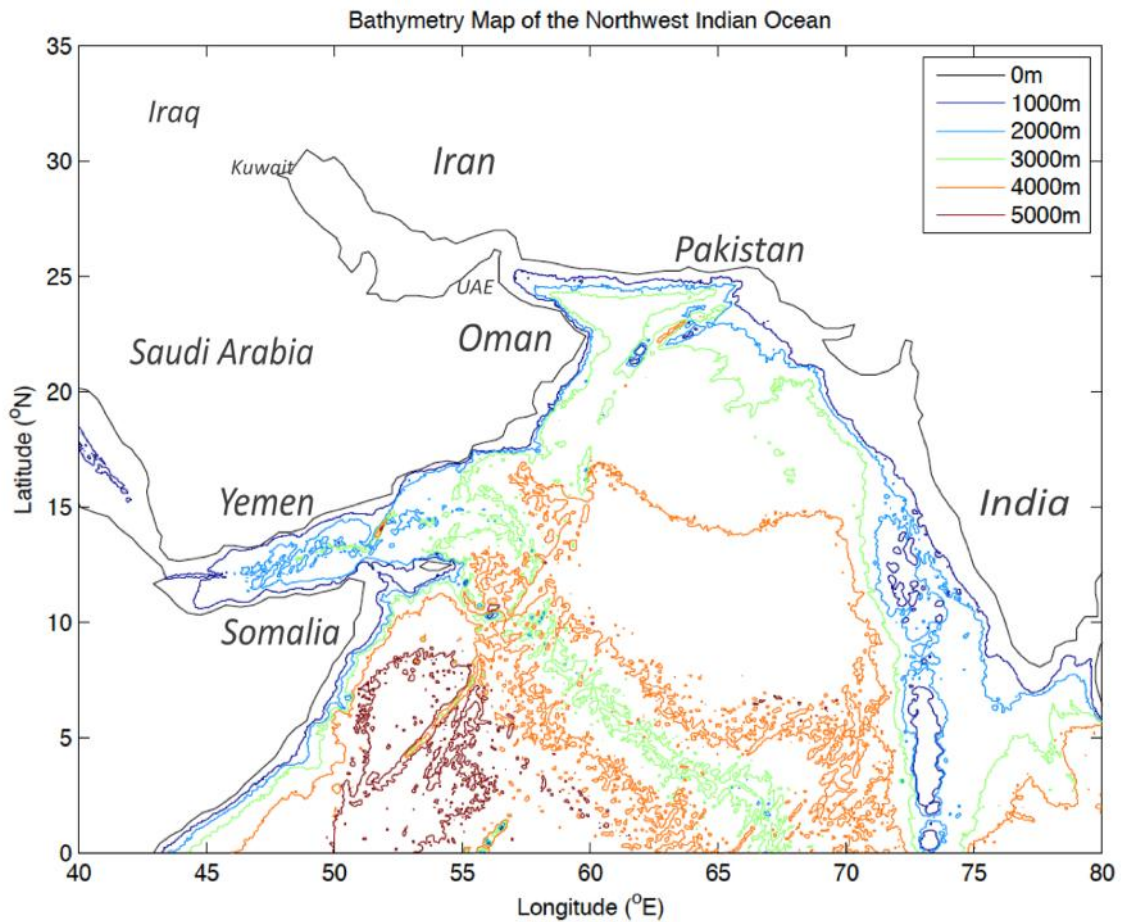 Bathymetry Map of the Northwest Indian Ocean
35
30
25
20
15
10
5
0
Latitude (°N)
0m
1000m
2000m
3000m
4000m
5000m
Iraq
Kuwait
Iran
Pakistan
UAE
Oman
Saudi Arabia
Yemen
India
Somalia
40 45 50 55 60 65 70 75 80
Longitude (°E)